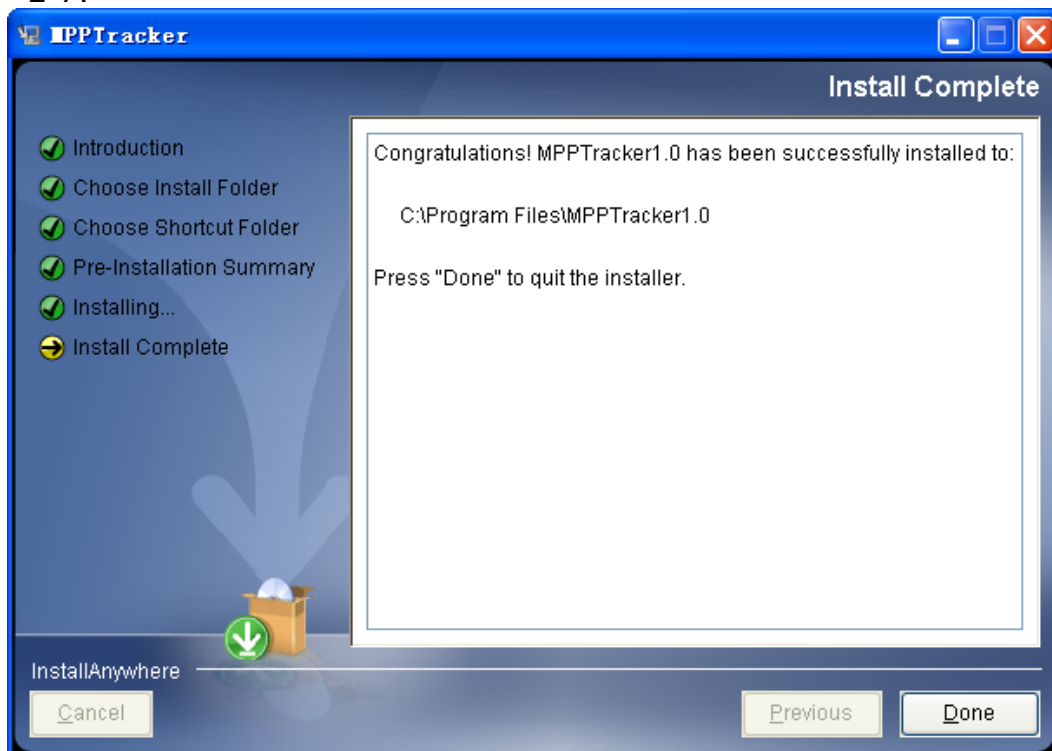 MPPTracker
Install Complete
Introduction
Choose Install Folder
Choose Shortcut Folder
Pre-Installation Summary
Installing...
Install Complete
Congratulations! MPPTracker1.0 has been successfully installed to:
C:\Program Files\MPPTracker1.0
Press "Done" to quit the installer.
InstallAnywhere
Cancel
Previous
Done